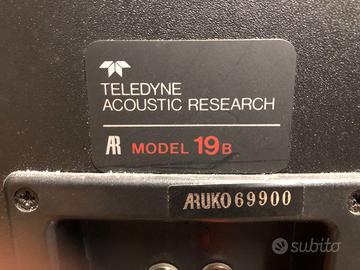 TELEDYNE
ACOUSTIC RESEARCH
AR MODEL 19B
ARUKO69900
subito